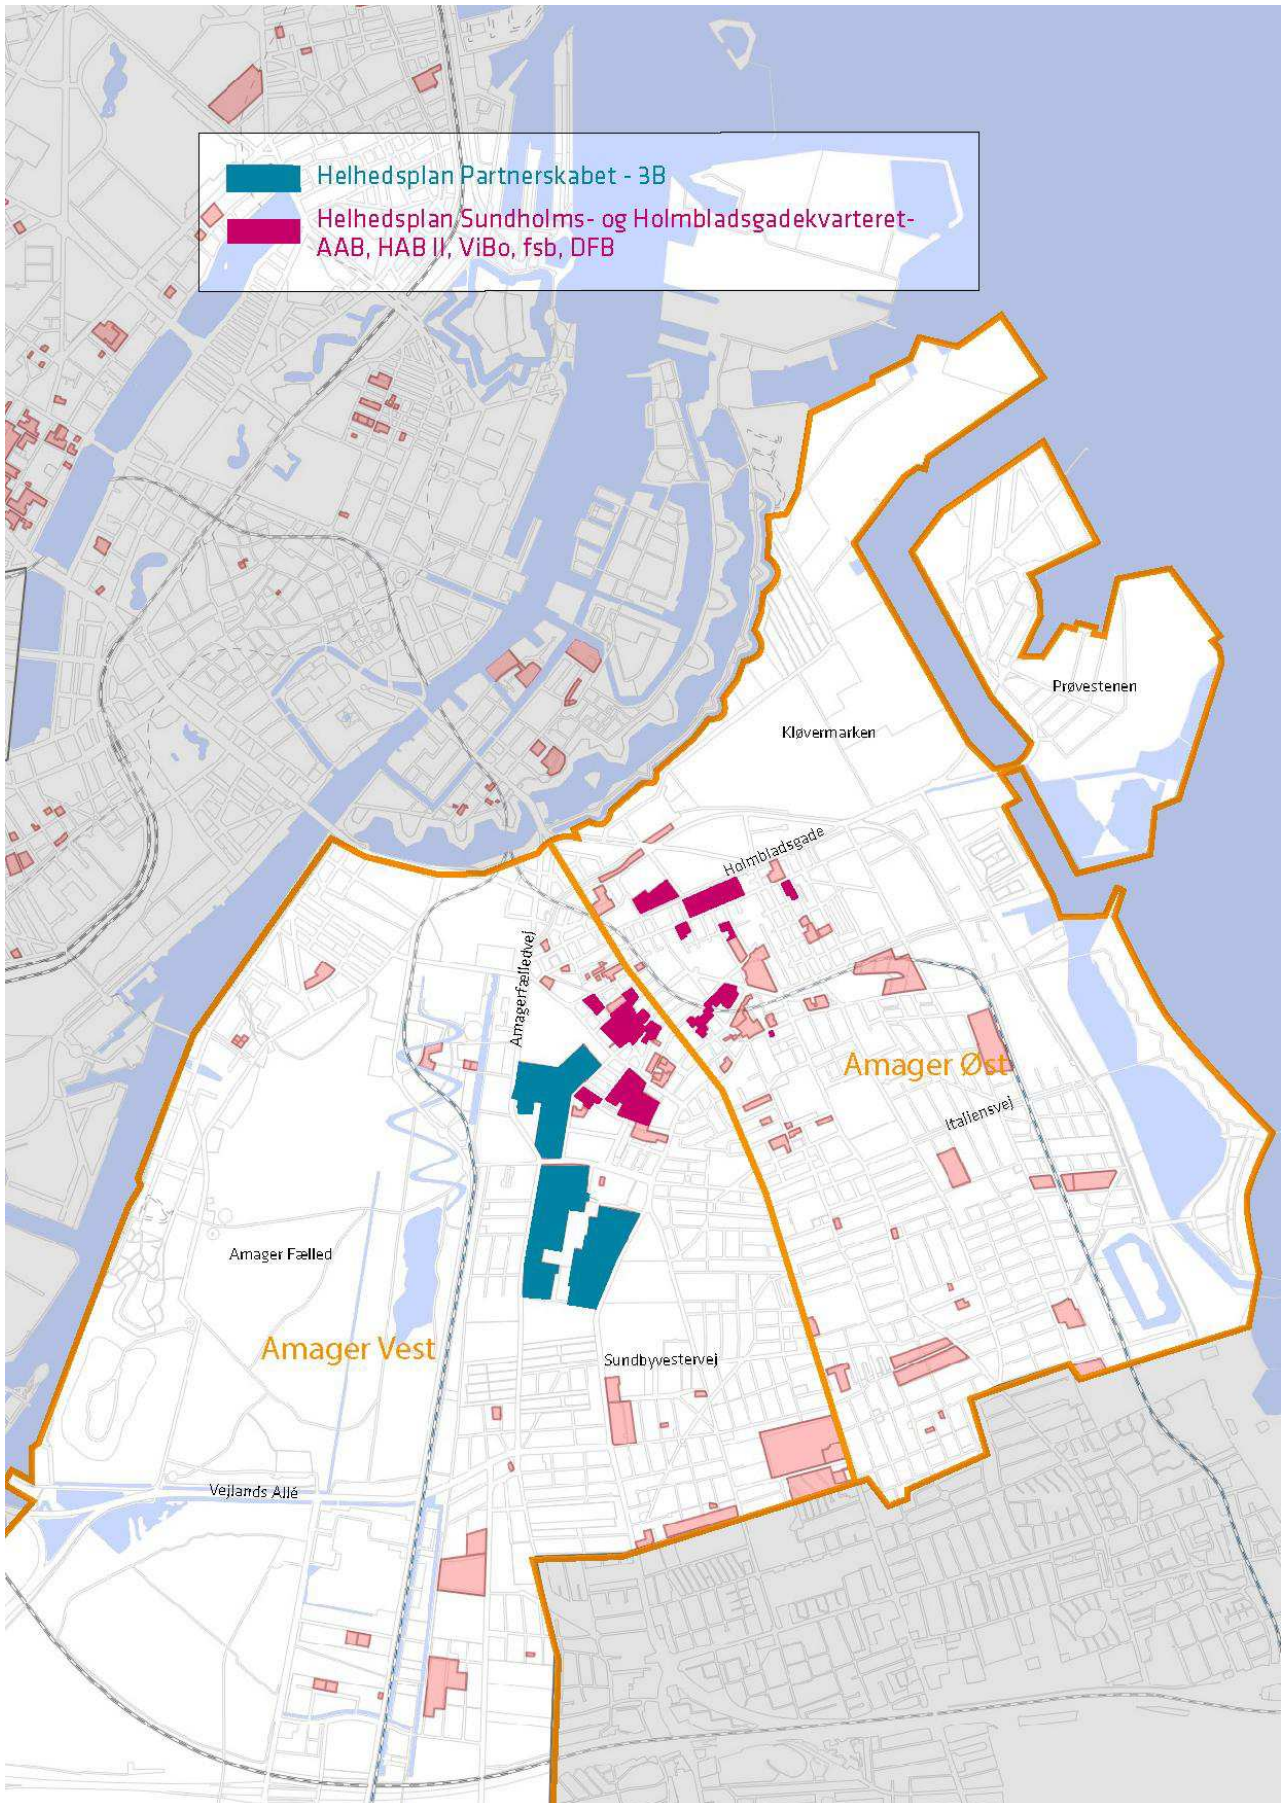 Helhedsplan Partnerskabet - 3B
Helhedsplan Sundholms- og Holmbladsgadekvarteret-
AAB, HAB II, ViBo, fsb, DFB
Prøvestenen
Kløvermarken
Holmbladsgade
Amagerfælledvej
Amager Øst
Italiensvej
Amager Fælled
Amager Vest
Sundbyvestervej
Vejlands Allé